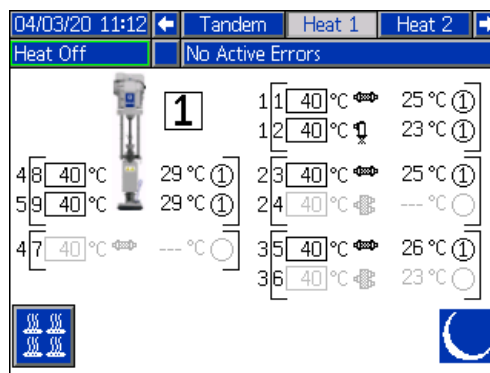 04/03/20 11:12 Tandem Heat 1 Heat 2
Heat Off No Active Errors
1
1 1 40 °C 25 °C 1
1 2 40 °C 23 °C 1
4 8 40 °C 29 °C 1
5 9 40 °C 29 °C 1
2 3 40 °C 25 °C 1
2 4 40 °C --- °C
4 7 40 °C --- °C
3 5 40 °C 26 °C 1
3 6 40 °C 23 °C